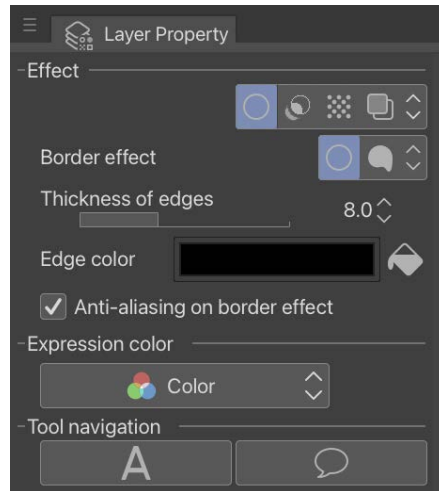 Layer Property
Effect
Border effect
Thickness of edges
8.0
Edge color
Anti-aliasing on border effect
Expression color
Color
Tool navigation
A